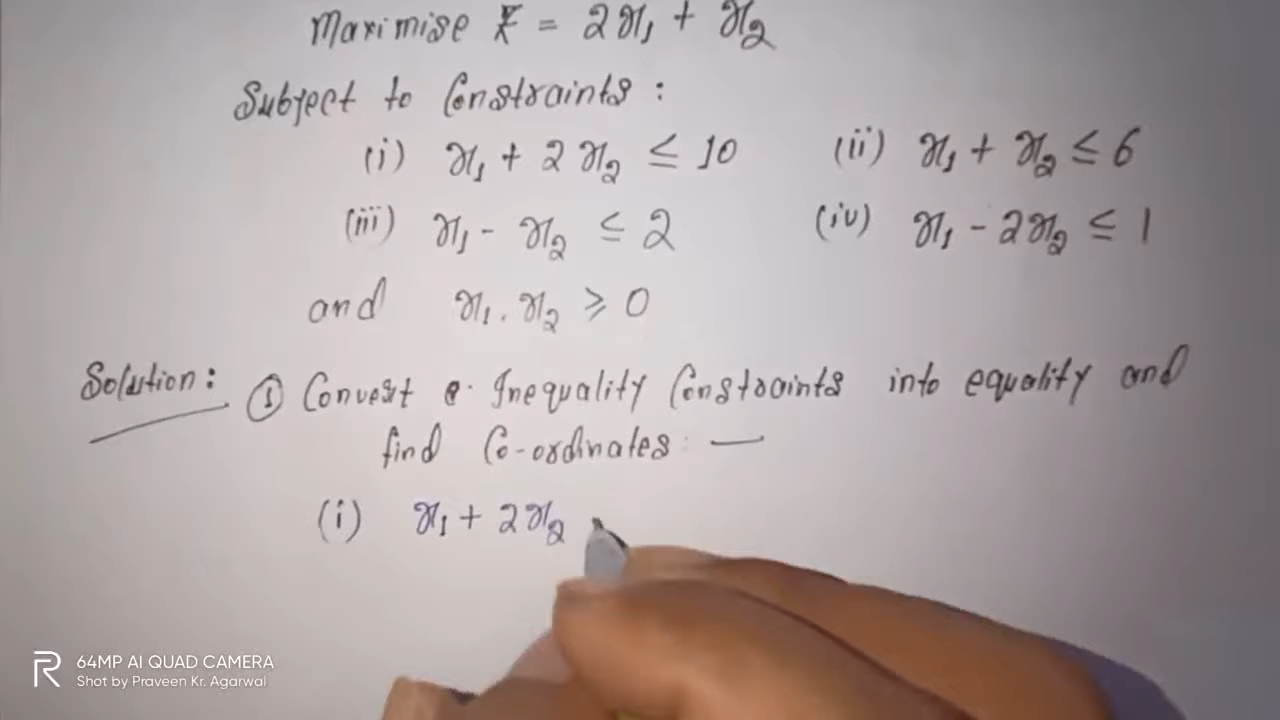 Maximise Z = 2x₁ + x₂
Subject to Constraints :
(i) x₁ + 2x₂ ≤ 10 (ii) x₁ + x₂ ≤ 6
(iii) x₁ - x₂ ≤ 2 (iv) x₁ - 2x₂ ≤ 1
and x₁, x₂ ≥ 0
Solution : ① Convert Inequality Constraints into equality and
find Co-ordinates : —
(i) x₁ + 2x₂
R 64MP AI QUAD CAMERA
Shot by Praveen Kr. Agarwal